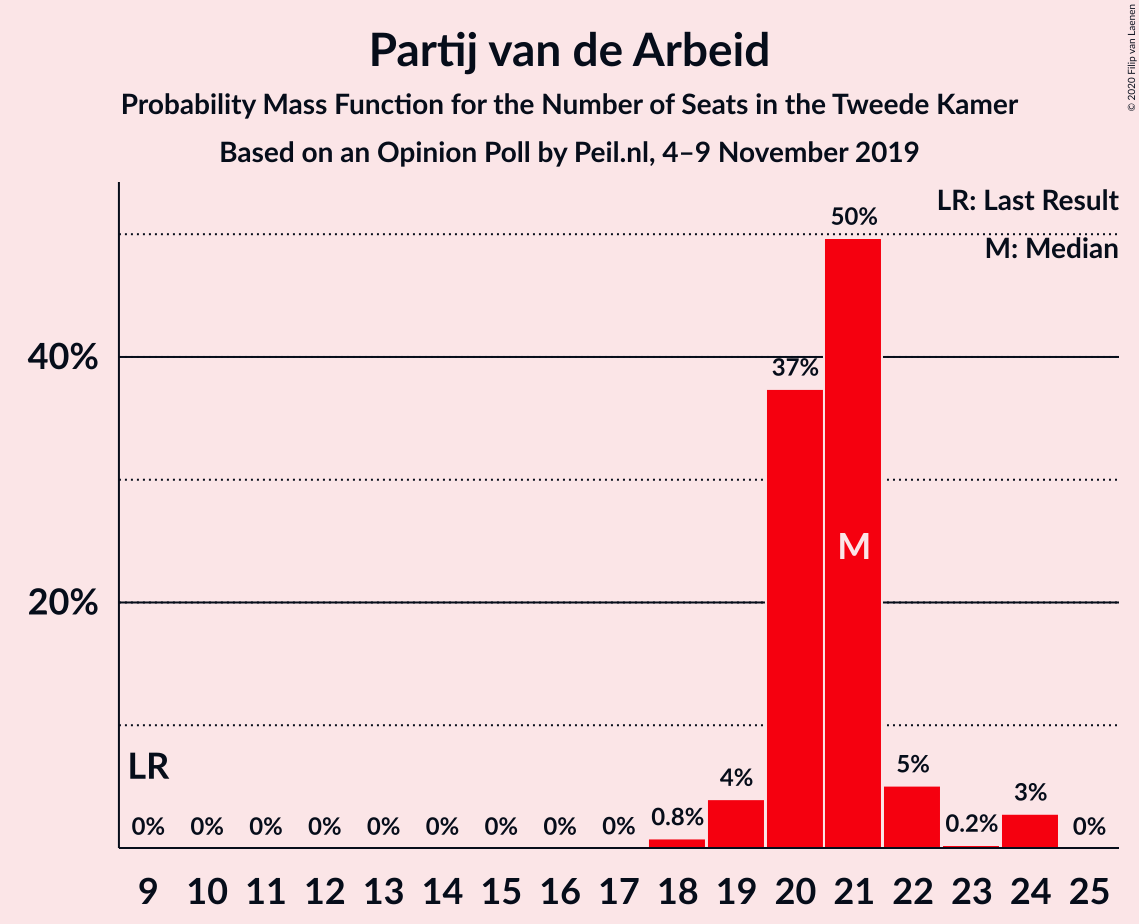 Partij van de Arbeid
Probability Mass Function for the Number of Seats in the Tweede Kamer
Based on an Opinion Poll by Peil.nl, 4–9 November 2019
© 2020 Filip van Laenen
LR: Last Result
M: Median
50%
40%
37%
M
20%
LR
0% 0% 0% 0% 0% 0% 0% 0% 0% 0.8% 4% 5% 0.2% 3% 0%
9 10 11 12 13 14 15 16 17 18 19 20 21 22 23 24 25